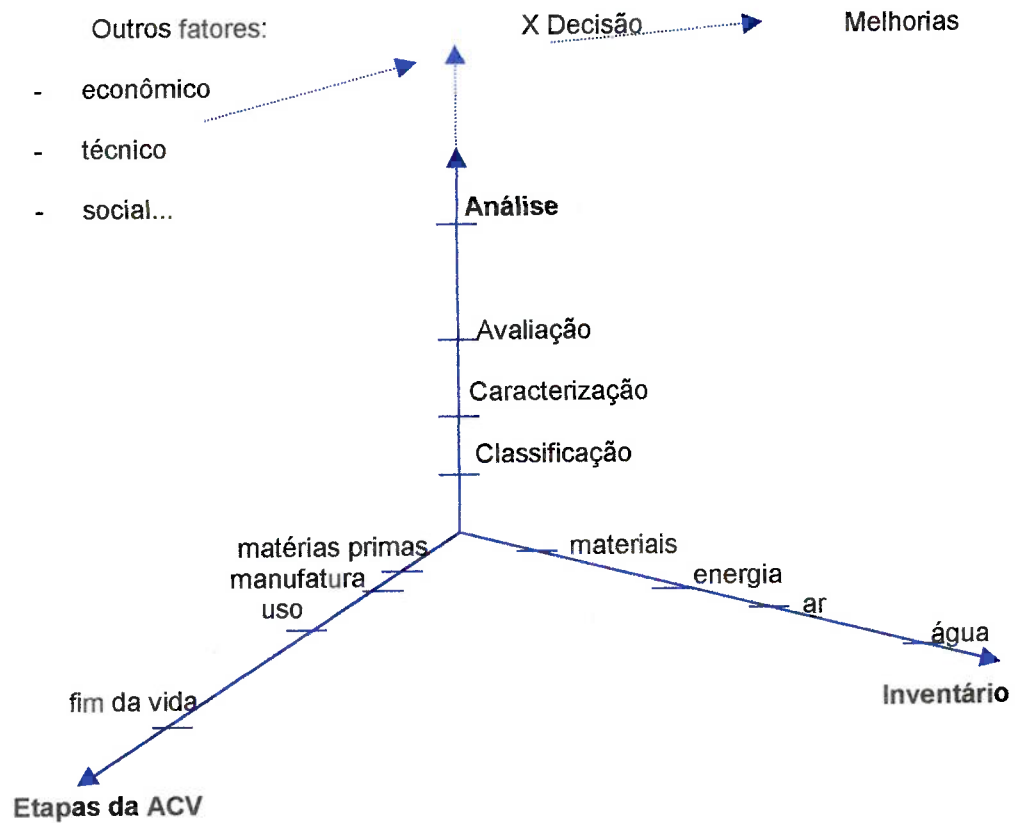 Outros fatores:
X Decisão
Melhorias
- econômico
- técnico
- social...
Análise
Avaliação
Caracterização
Classificação
matérias primas
manufatura
uso
fim da vida
Etapas da ACV
materiais
energia
ar
água
Inventário